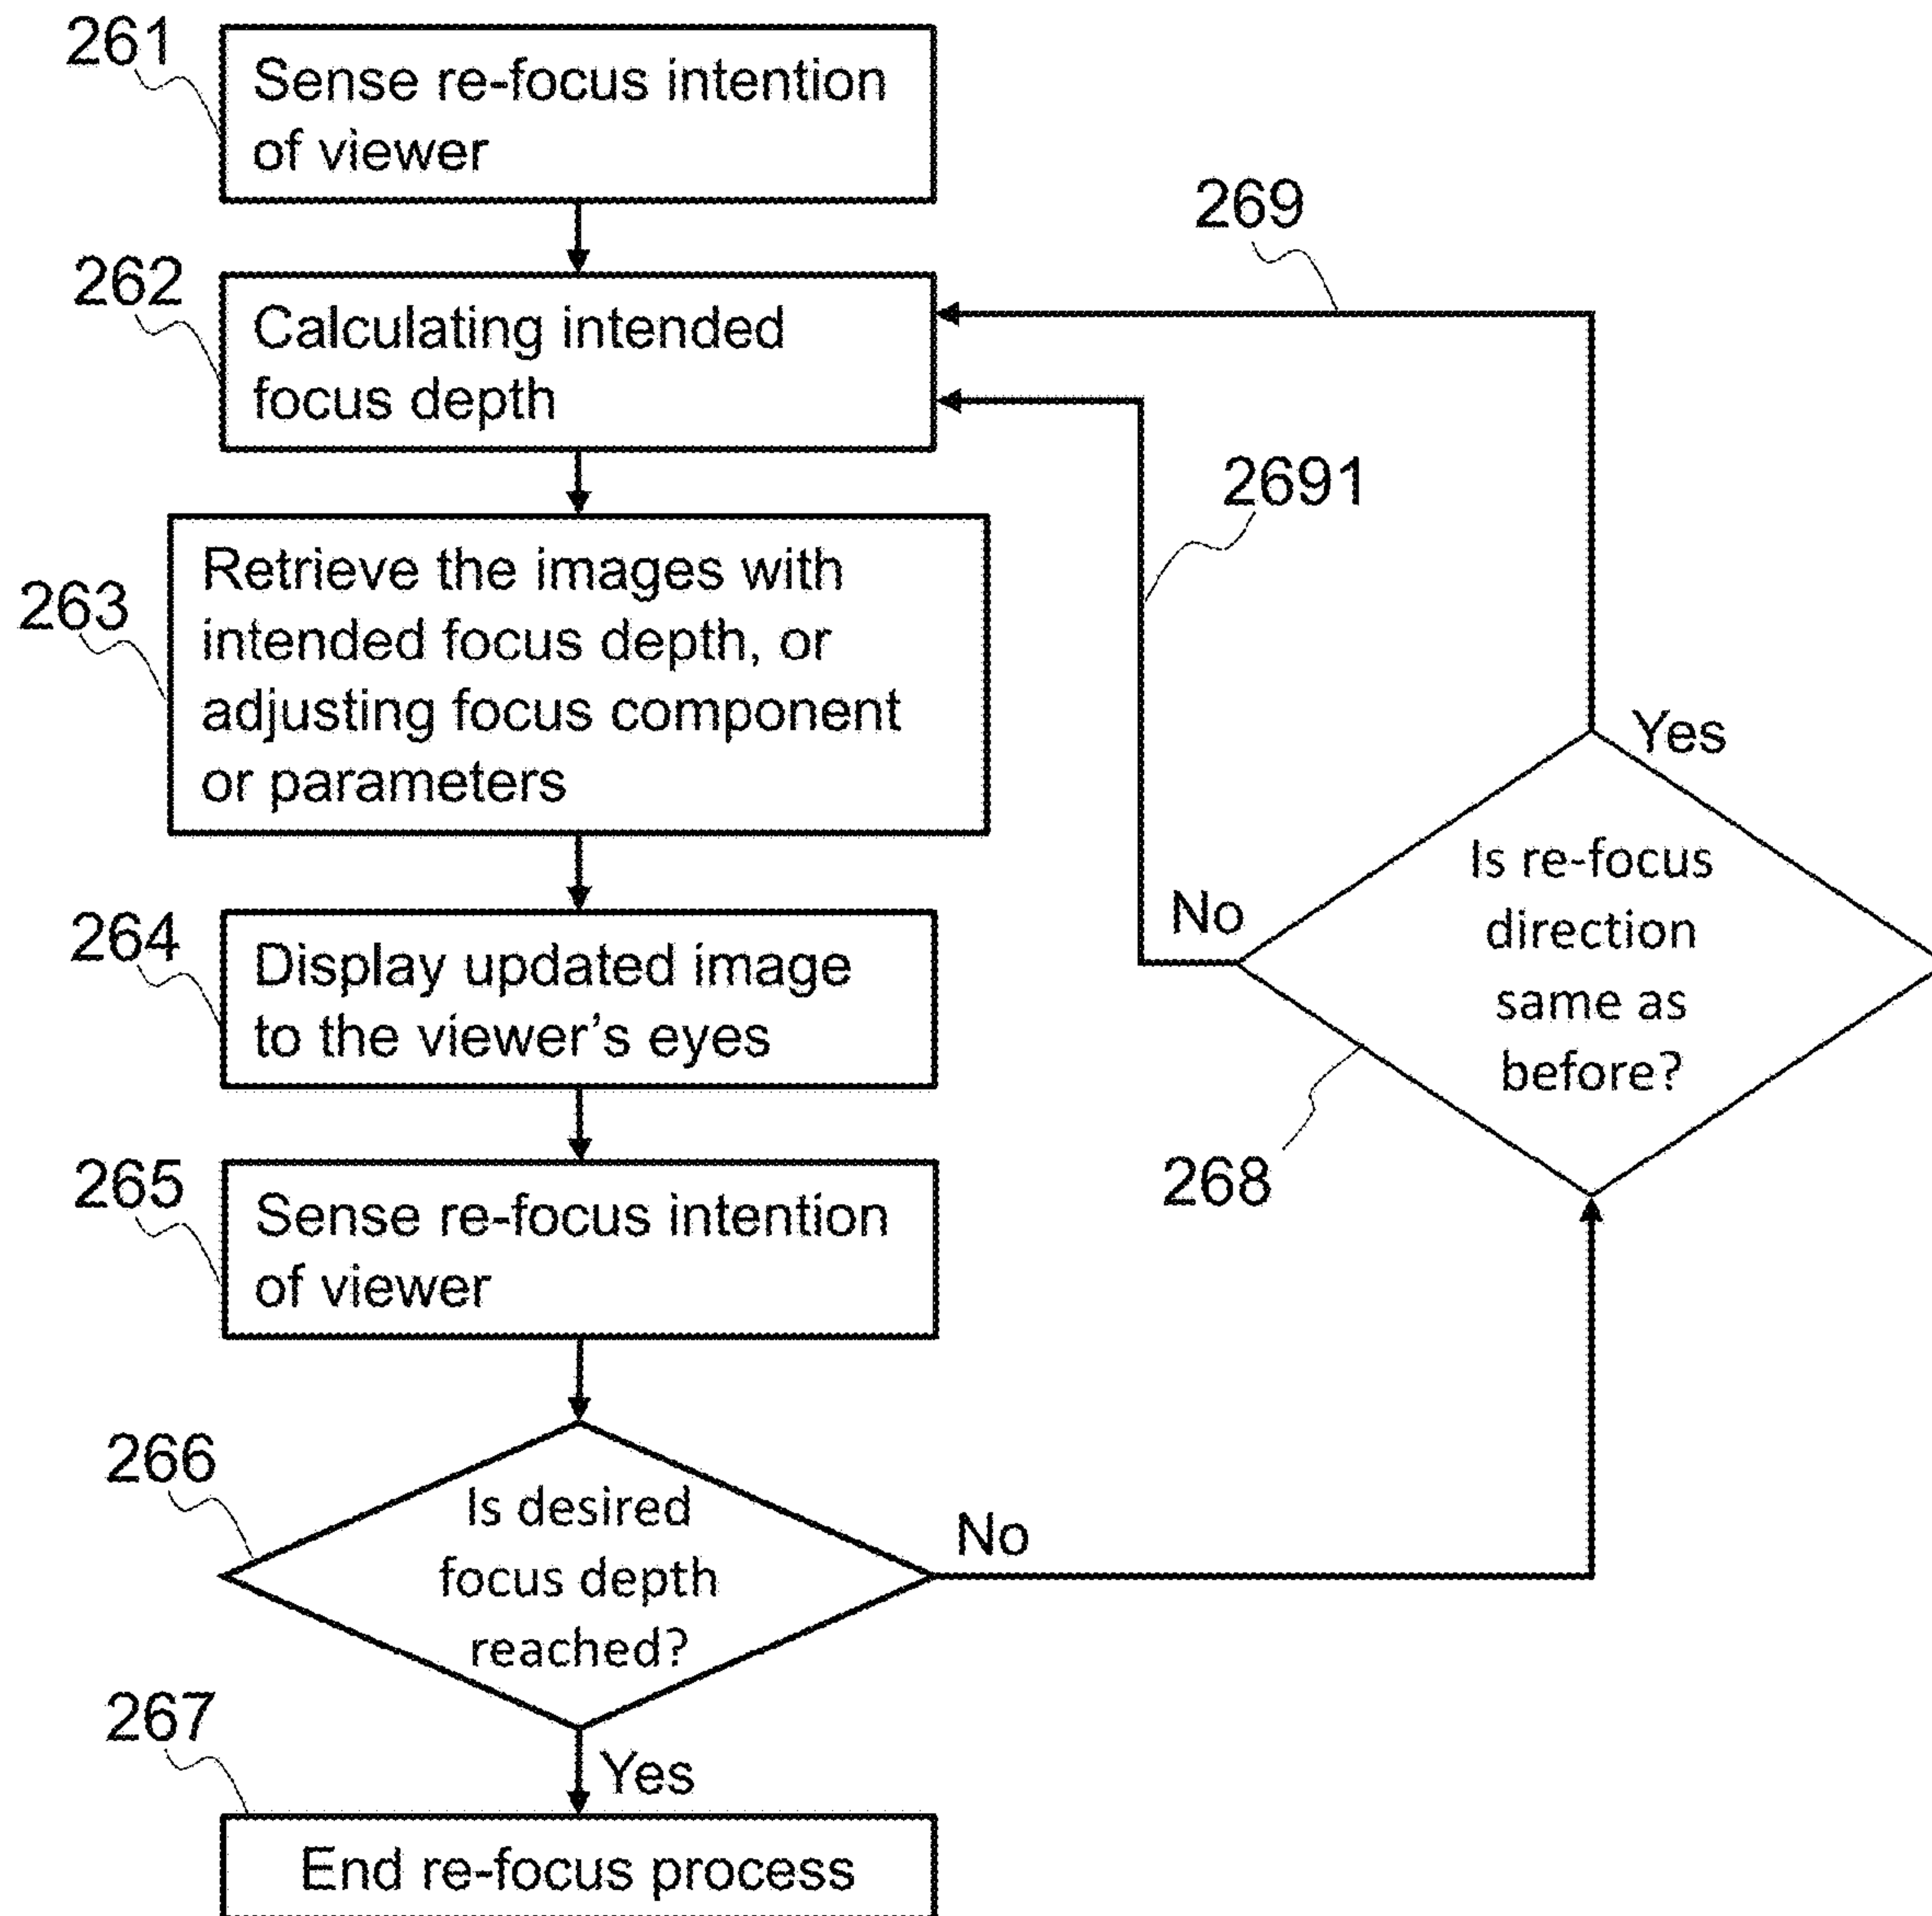 261
Sense re-focus intention
of viewer
262
Calculating intended
focus depth
269
2691
263
Retrieve the images with
intended focus depth, or
adjusting focus component
or parameters
264
Display updated image
to the viewer’s eyes
265
Sense re-focus intention
of viewer
266
Is desired
focus depth
reached?
No
Yes
267
End re-focus process
268
Is re-focus
direction
same as
before?
Yes
No